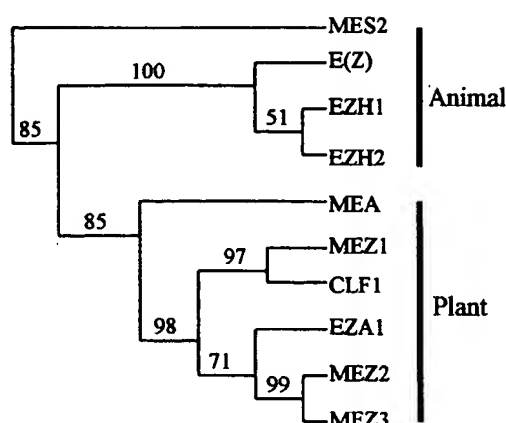 MES2
E(Z)
100
EZH1
Animal
51
85
EZH2
MEA
85
MEZ1
97
CLF1
Plant
EZA1
98
71
MEZ2
99
MEZ3